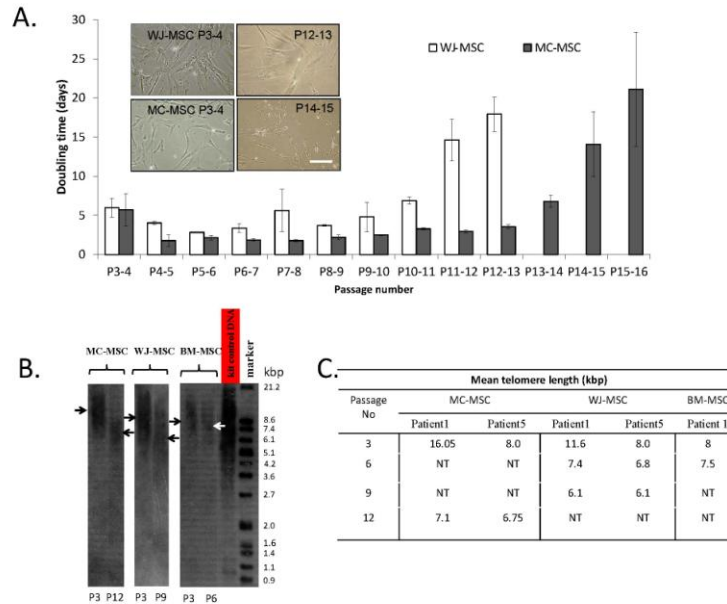 A.
30
25
20
15
10
5
0
Doubling time (days)
WJ-MSC P3-4
P12-13
MC-MSC P3-4
P14-15
WJ-MSC
MC-MSC
P3-4 P4-5 P5-6 P6-7 P7-8 P8-9 P9-10 P10-11 P11-12 P12-13 P13-14 P14-15 P15-16
Passage number
B.
MC-MSC WJ-MSC BM-MSC
kit control DNA
marker
kbp
21.2
8.6
7.4
6.1
5.1
4.2
3.6
2.7
2.0
1.6
1.4
1.1
0.9
P3 P12 P3 P9 P3 P6
C.
Mean telomere length (kbp)
Passage No MC-MSC WJ-MSC BM-MSC
Patient1 Patient5 Patient1 Patient5 Patient 1
3 16.05 8.0 11.6 8.0 8
6 NT NT 7.4 6.8 7.5
9 NT NT 6.1 6.1 NT
12 7.1 6.75 NT NT NT